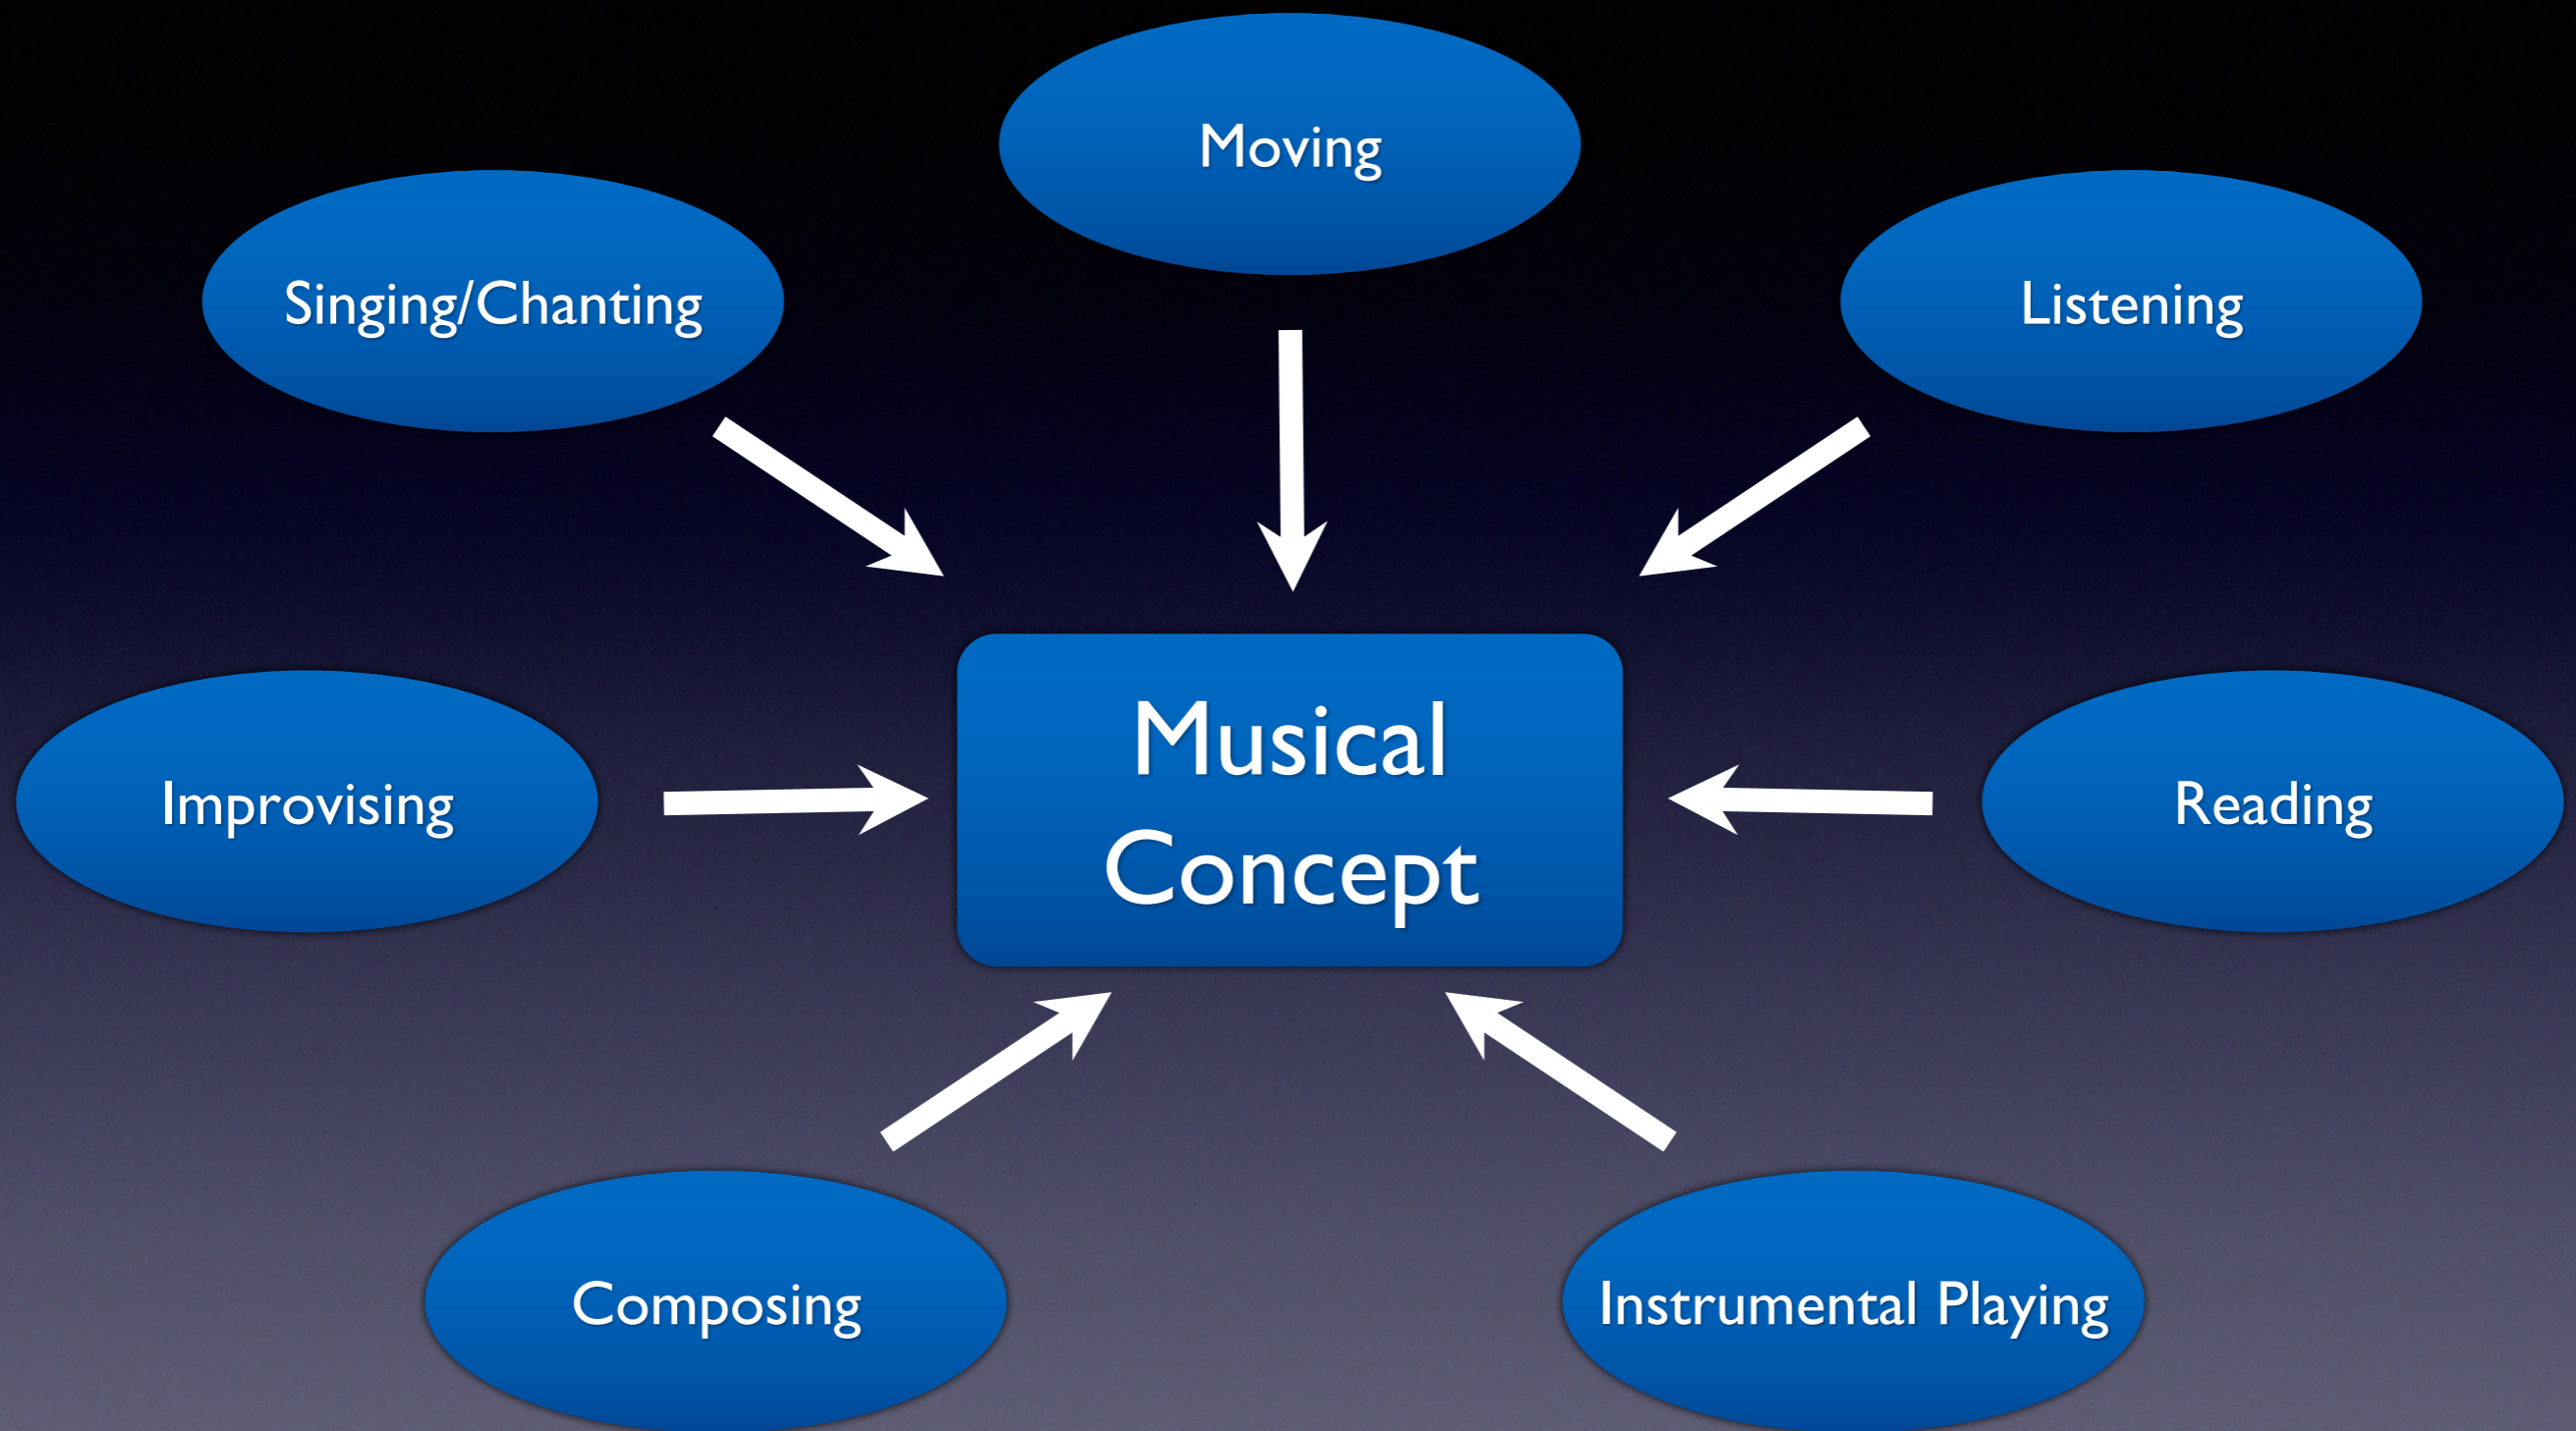 Moving
Singing/Chanting
Listening
Musical
Concept
Improvising
Reading
Composing
Instrumental Playing